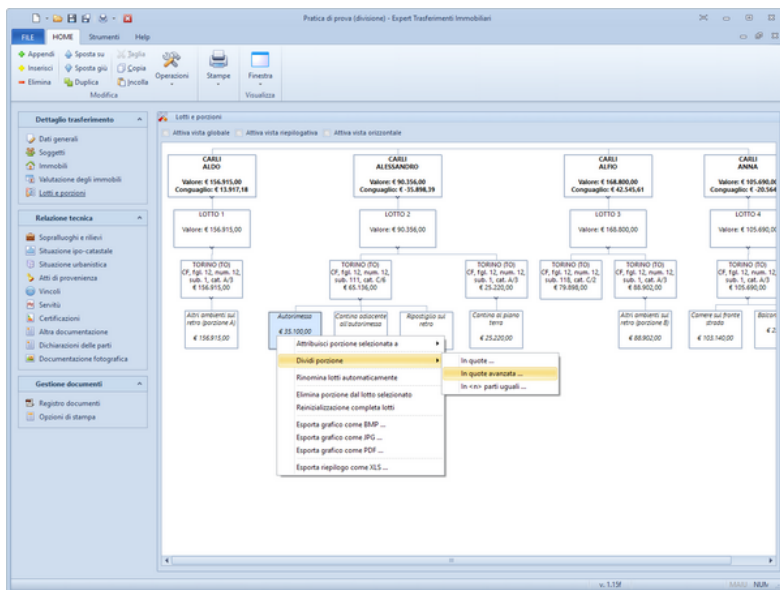 Pratica di prova (divisione) - Expert Trasferimenti Immobiliari
FILE HOME Strumenti Help
Appendi Sposta su Taglia
Inserisci Sposta giù Copia
Elimina Duplica Incolla
Operazioni Stampe Finestra
Modifica Visualizza
Dettaglio trasferimento
Dati generali
Soggetti
Immobili
Valutazione degli immobili
Lotti e porzioni
Relazione tecnica
Sopralluoghi e rilievi
Situazione ipo-catastale
Situazione urbanistica
Atti di provenienza
Vincoli
Servitù
Certificazioni
Altra documentazione
Dichiarazioni delle parti
Documentazione fotografica
Gestione documenti
Registro documenti
Opzioni di stampa
Lotti e porzioni
Attiva vista globale Attiva vista riepilogativa Attiva vista orizzontale
CARLI
ALDO
Valore: € 156.915,00
Conguaglio: € 13.917,18
CARLI
ALESSANDRO
Valore: € 90.356,00
Conguaglio: € -35.898,39
CARLI
ALFIO
Valore: € 168.800,00
Conguaglio: € 42.545,61
CARLI
ANNA
Valore: € 105.690,00
Conguaglio: € -20.564
LOTTO 1
Valore: € 156.915,00
LOTTO 2
Valore: € 90.356,00
LOTTO 3
Valore: € 168.800,00
LOTTO 4
Valore: € 105.690,00
TORINO (TO)
CF, fgl. 12, num. 12,
sub. 1, cat. A/3
€ 156.915,00
TORINO (TO)
CF, fgl. 12, num. 12,
sub. 111, cat. C/6
€ 65.136,00
TORINO (TO)
CF, fgl. 12, num. 12,
sub. 1, cat. A/3
€ 25.220,00
TORINO (TO)
CF, fgl. 12, num. 12,
sub. 118, cat. C/2
€ 79.898,00
TORINO (TO)
CF, fgl. 12, num. 12,
sub. 1, cat. A/3
€ 88.902,00
TORINO (TO)
CF, fgl. 12, num. 12,
sub. 1, cat. A/3
€ 105.690,00
Altri ambienti sul
retro (porzione A)
€ 156.915,00
Autorimessa
€ 35.100,00
Cantina adiacente
all'autorimessa
Ripostiglio sul
retro
Cantina al piano
terra
€ 25.220,00
Altri ambienti sul
retro (porzione B)
€ 88.902,00
Camere sul fronte
strada
€ 103.140,00
Balcon
€ 2
Attribuisci porzione selezionata a
Dividi porzione
Rinomina lotti automaticamente
Elimina porzione dal lotto selezionato
Reinizializzazione completa lotti
Esporta grafico come BMP ...
Esporta grafico come JPG ...
Esporta grafico come PDF ...
Esporta riepilogo come XLS ...
In quote ...
In quote avanzata ...
In <n> parti uguali ...
v. 1.15f MAIU NUM